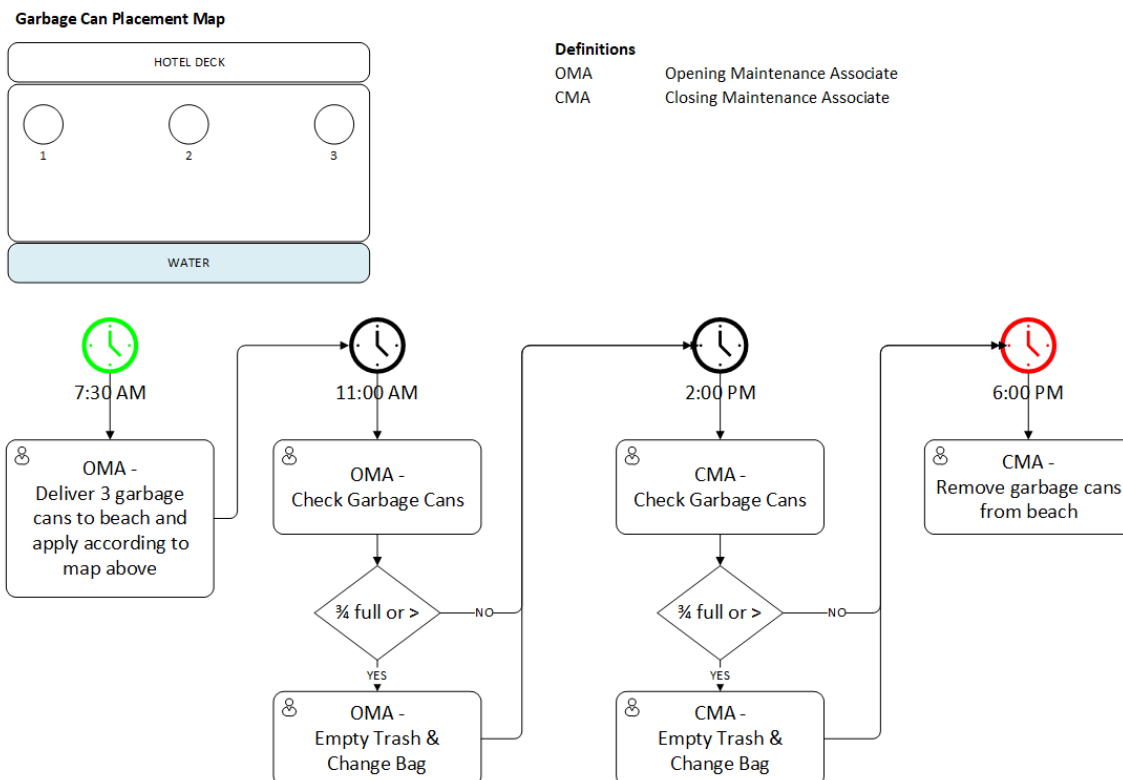 Garbage Can Placement Map
HOTEL DECK
1
2
3
WATER
Definitions
OMA Opening Maintenance Associate
CMA Closing Maintenance Associate
7:30 AM
11:00 AM
2:00 PM
6:00 PM
OMA -
Deliver 3 garbage
cans to beach and
apply according to
map above
OMA -
Check Garbage Cans
¾ full or >
NO
YES
OMA -
Empty Trash &
Change Bag
CMA -
Check Garbage Cans
¾ full or >
NO
YES
CMA -
Empty Trash &
Change Bag
CMA -
Remove garbage cans
from beach